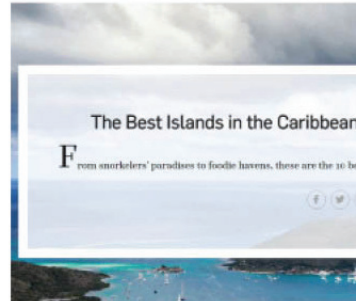 The Best Islands in the Caribbean
From snorkelers' paradises to foodie havens, these are the 10 be